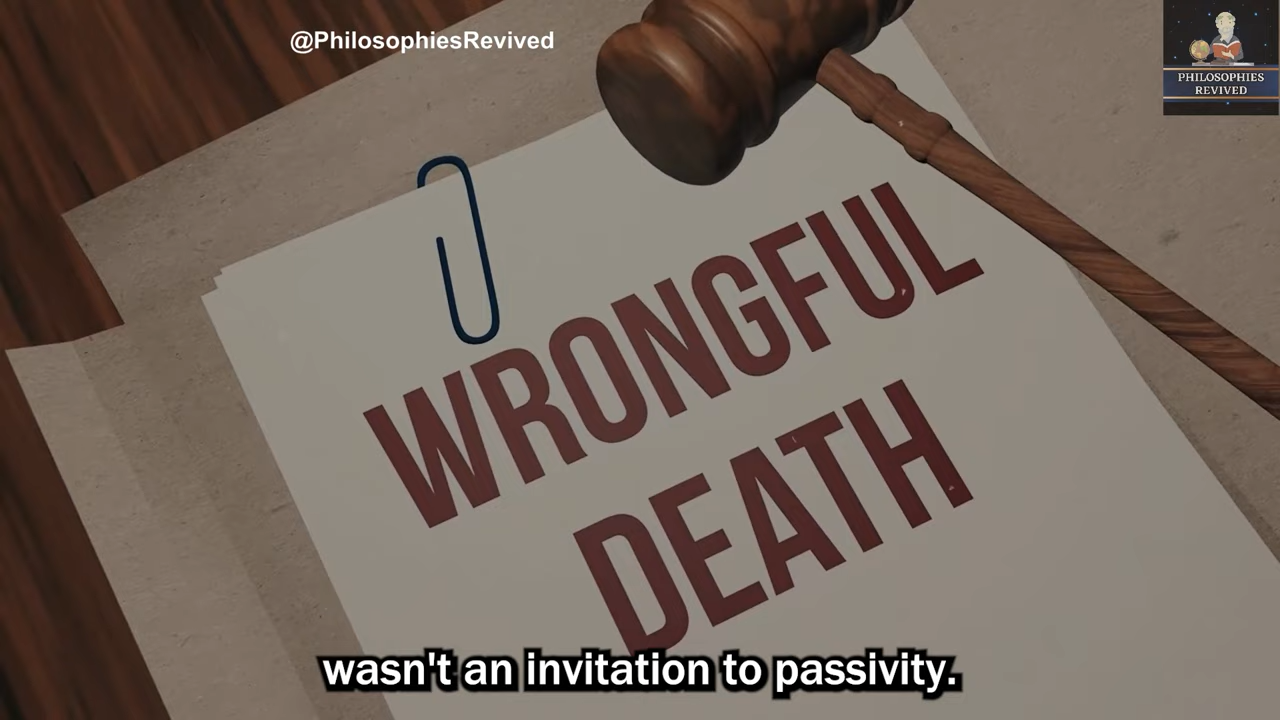 @PhilosophiesRevived
PHILOSOPHIES
REVIVED
WRONGFUL
DEATH
wasn't an invitation to passivity.